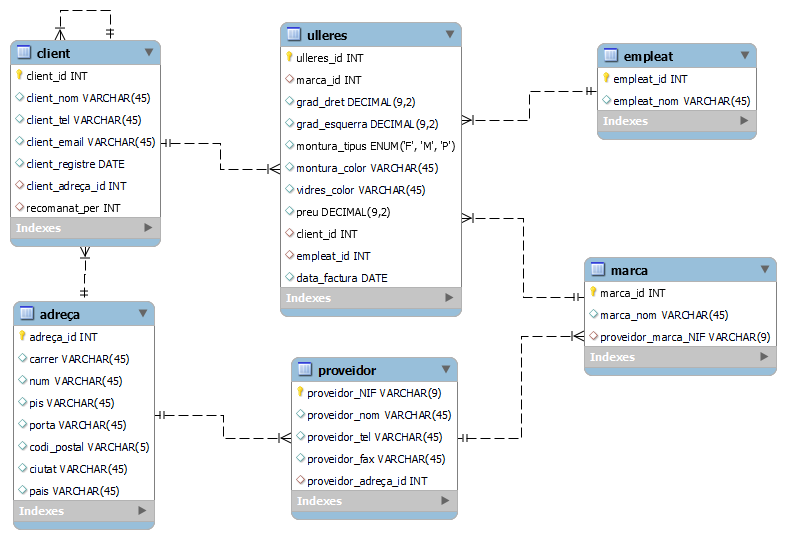 client
client_id INT
client_nom VARCHAR(45)
client_tel VARCHAR(45)
client_email VARCHAR(45)
client_registre DATE
client_adreça_id INT
recomanat_per INT
Indexes
ulleres
ulleres_id INT
marca_id INT
grad_dret DECIMAL(9,2)
grad_esquerra DECIMAL(9,2)
montura_tipus ENUM('F', 'M', 'P')
montura_color VARCHAR(45)
vidres_color VARCHAR(45)
preu DECIMAL(9,2)
client_id INT
empleat_id INT
data_factura DATE
Indexes
empleat
empleat_id INT
empleat_nom VARCHAR(45)
Indexes
marca
marca_id INT
marca_nom VARCHAR(45)
proveidor_marca_NIF VARCHAR(9)
Indexes
adreça
adreça_id INT
carrer VARCHAR(45)
num VARCHAR(45)
pis VARCHAR(45)
porta VARCHAR(45)
codi_postal VARCHAR(5)
ciutat VARCHAR(45)
pais VARCHAR(45)
Indexes
proveidor
proveidor_NIF VARCHAR(9)
proveidor_nom VARCHAR(45)
proveidor_tel VARCHAR(45)
proveidor_fax VARCHAR(45)
proveidor_adreça_id INT
Indexes